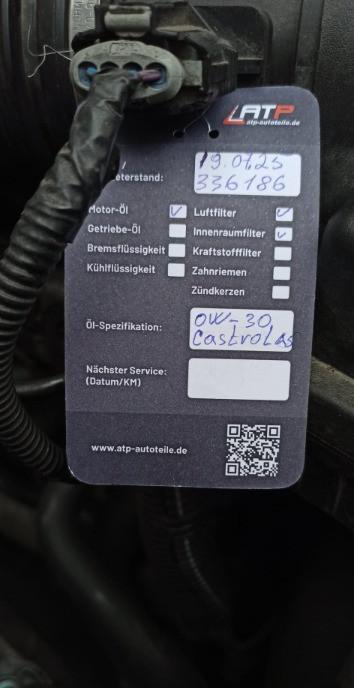 ATP
atp-autoteile.de
/ 19.07.25
eterstand: 336186
Motor-Öl
Luftfilter
Getriebe-Öl
Innenraumfilter
Bremsflüssigkeit
Kraftstofffilter
Kühlflüssigkeit
Zahnriemen
Zündkerzen
Öl-Spezifikation: 0W-30
Castrol
Nächster Service:
(Datum/KM)
www.atp-autoteile.de